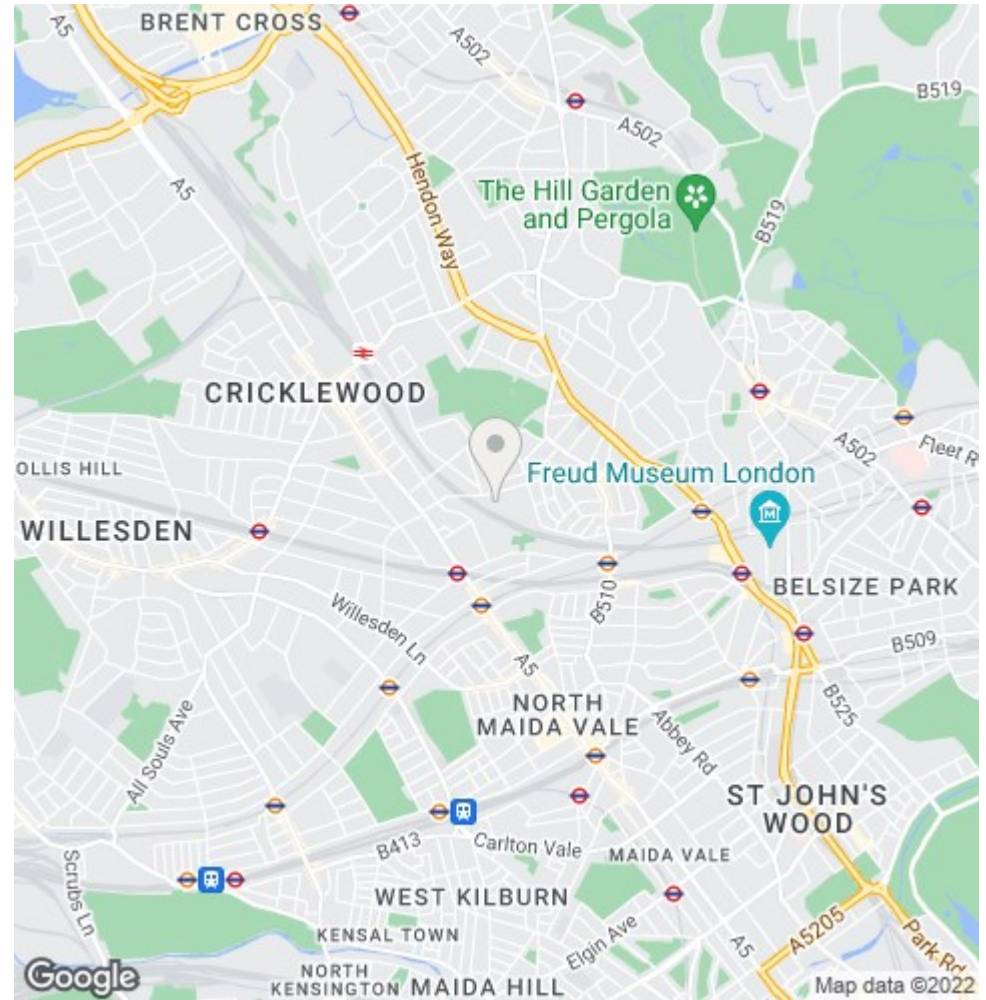 BRENT CROSS
A5
A502
B519
A502
Hendon Way
The Hill Garden
and Pergola
B519
A5
CRICKLEWOOD
A502
Fleet R
OLLIS HILL
Freud Museum London
M
WILLESDEN
BELSIZE PARK
B510
Willesden Ln
B509
A5
NORTH
MAIDA VALE
B525
Abbey Rd
All Souls Ave
ST JOHN'S
WOOD
B413
Carlton Vale
MAIDA VALE
Scrubs Ln
WEST KILBURN
Elgin Ave
A5205
A5
Park Rd
KENSAL TOWN
NORTH
KENSINGTON
MAIDA HILL
Google
Map data ©2022